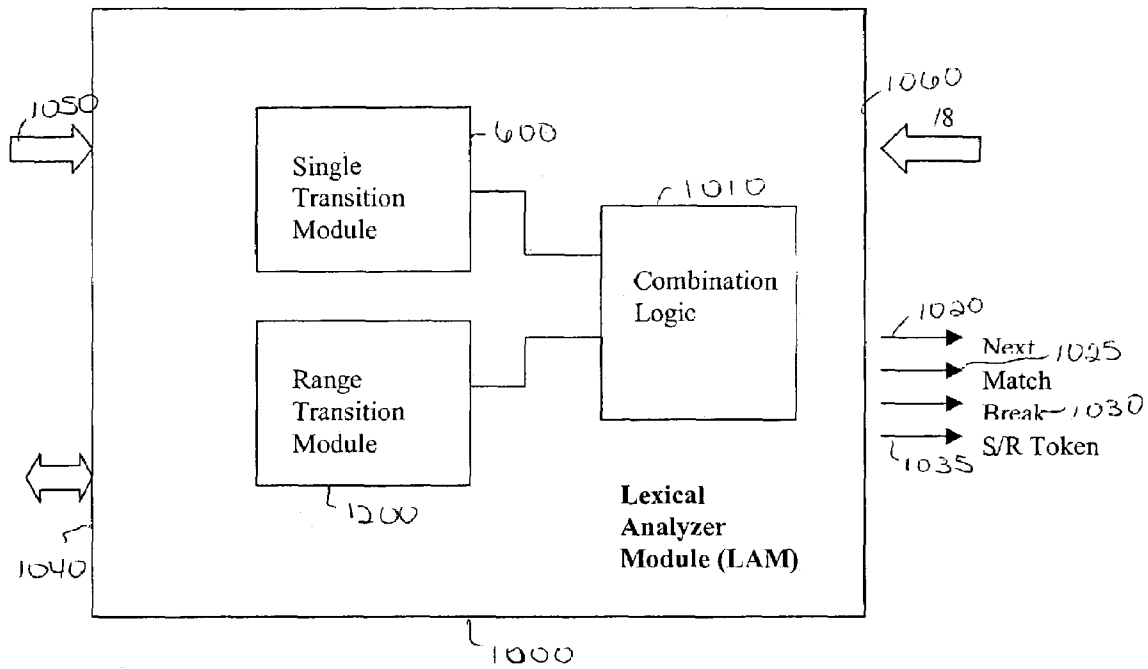 1050
600
1060
/8
Single
Transition
Module
1010
Combination
Logic
1020
Next
1025
Match
Break
1030
S/R Token
1035
Range
Transition
Module
1200
1040
Lexical
Analyzer
Module (LAM)
1000